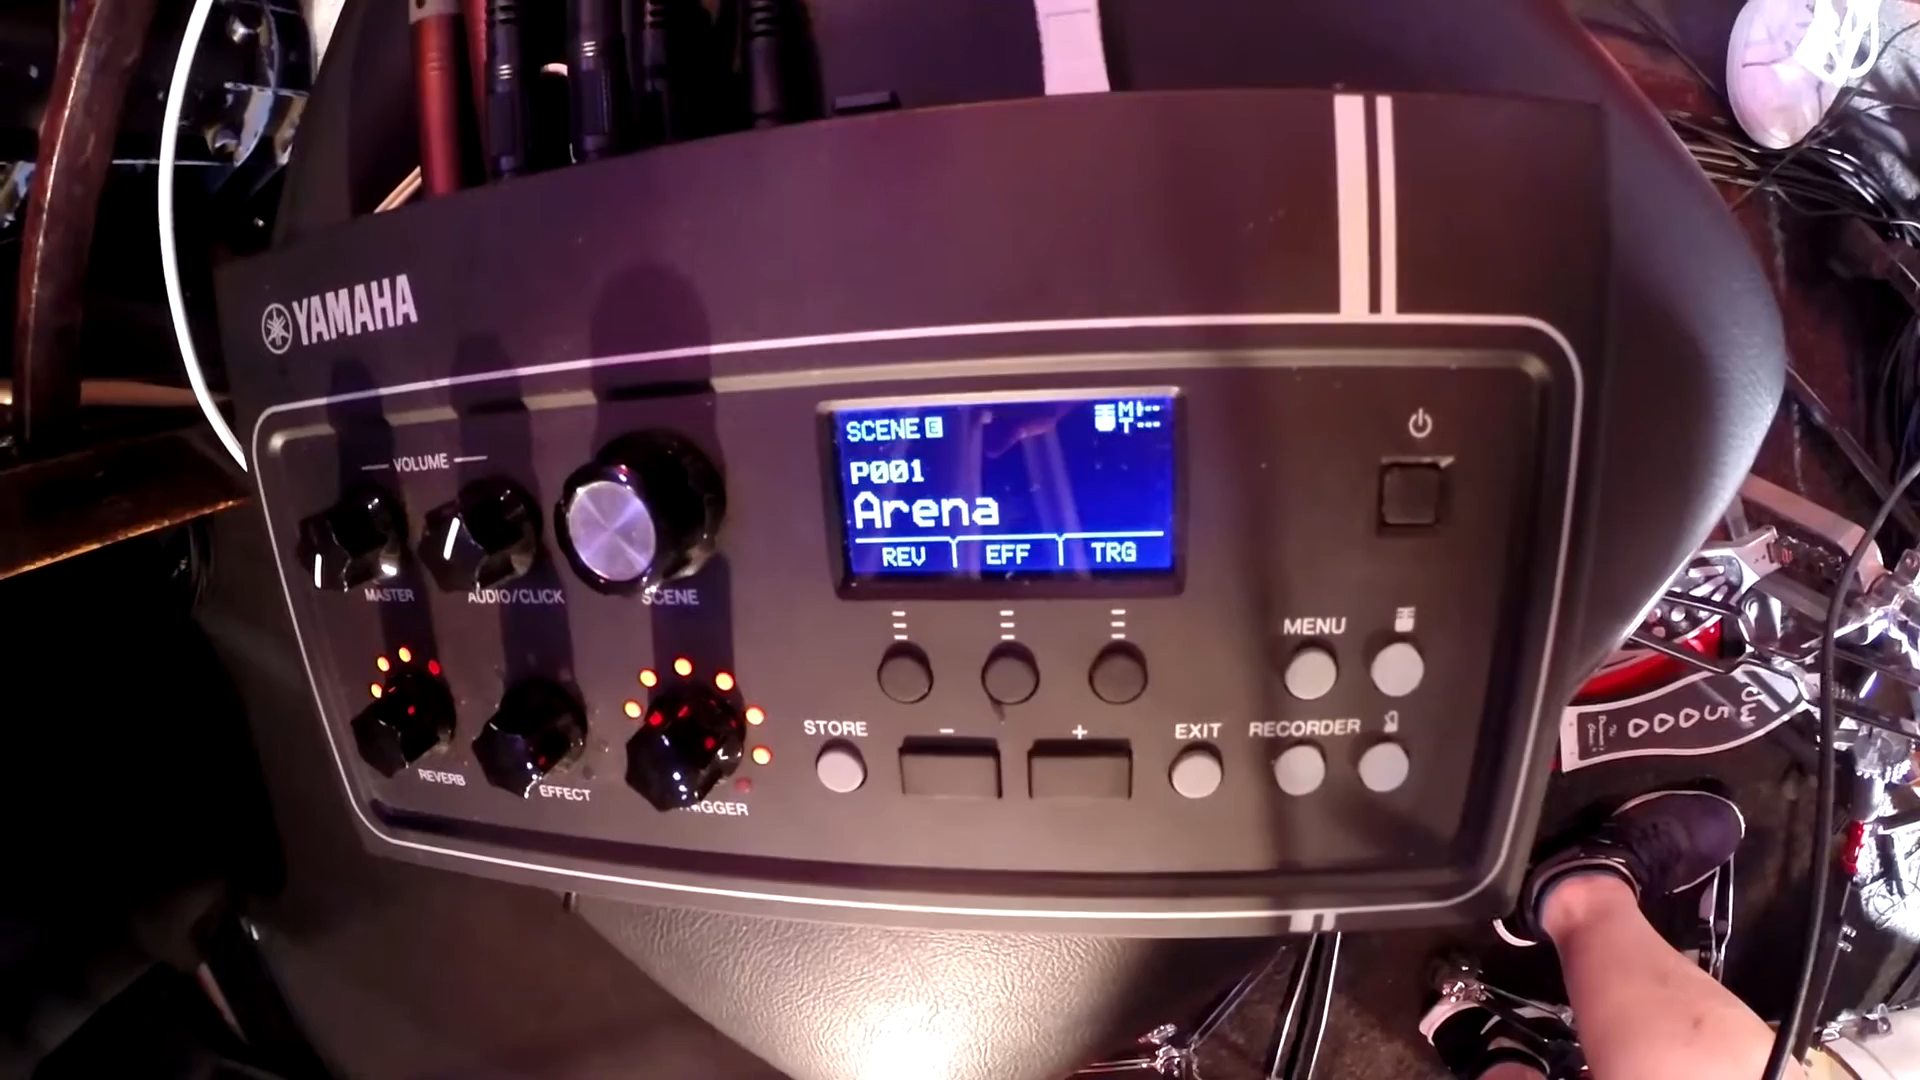 YAMAHA
VOLUME
MASTER
AUDIO/CLICK
SCENE
SCENE E
M---
T---
P001
Arena
REV EFF TRG
REVERB
EFFECT
TRIGGER
MENU
STORE
-
+
EXIT
RECORDER
DW
5000